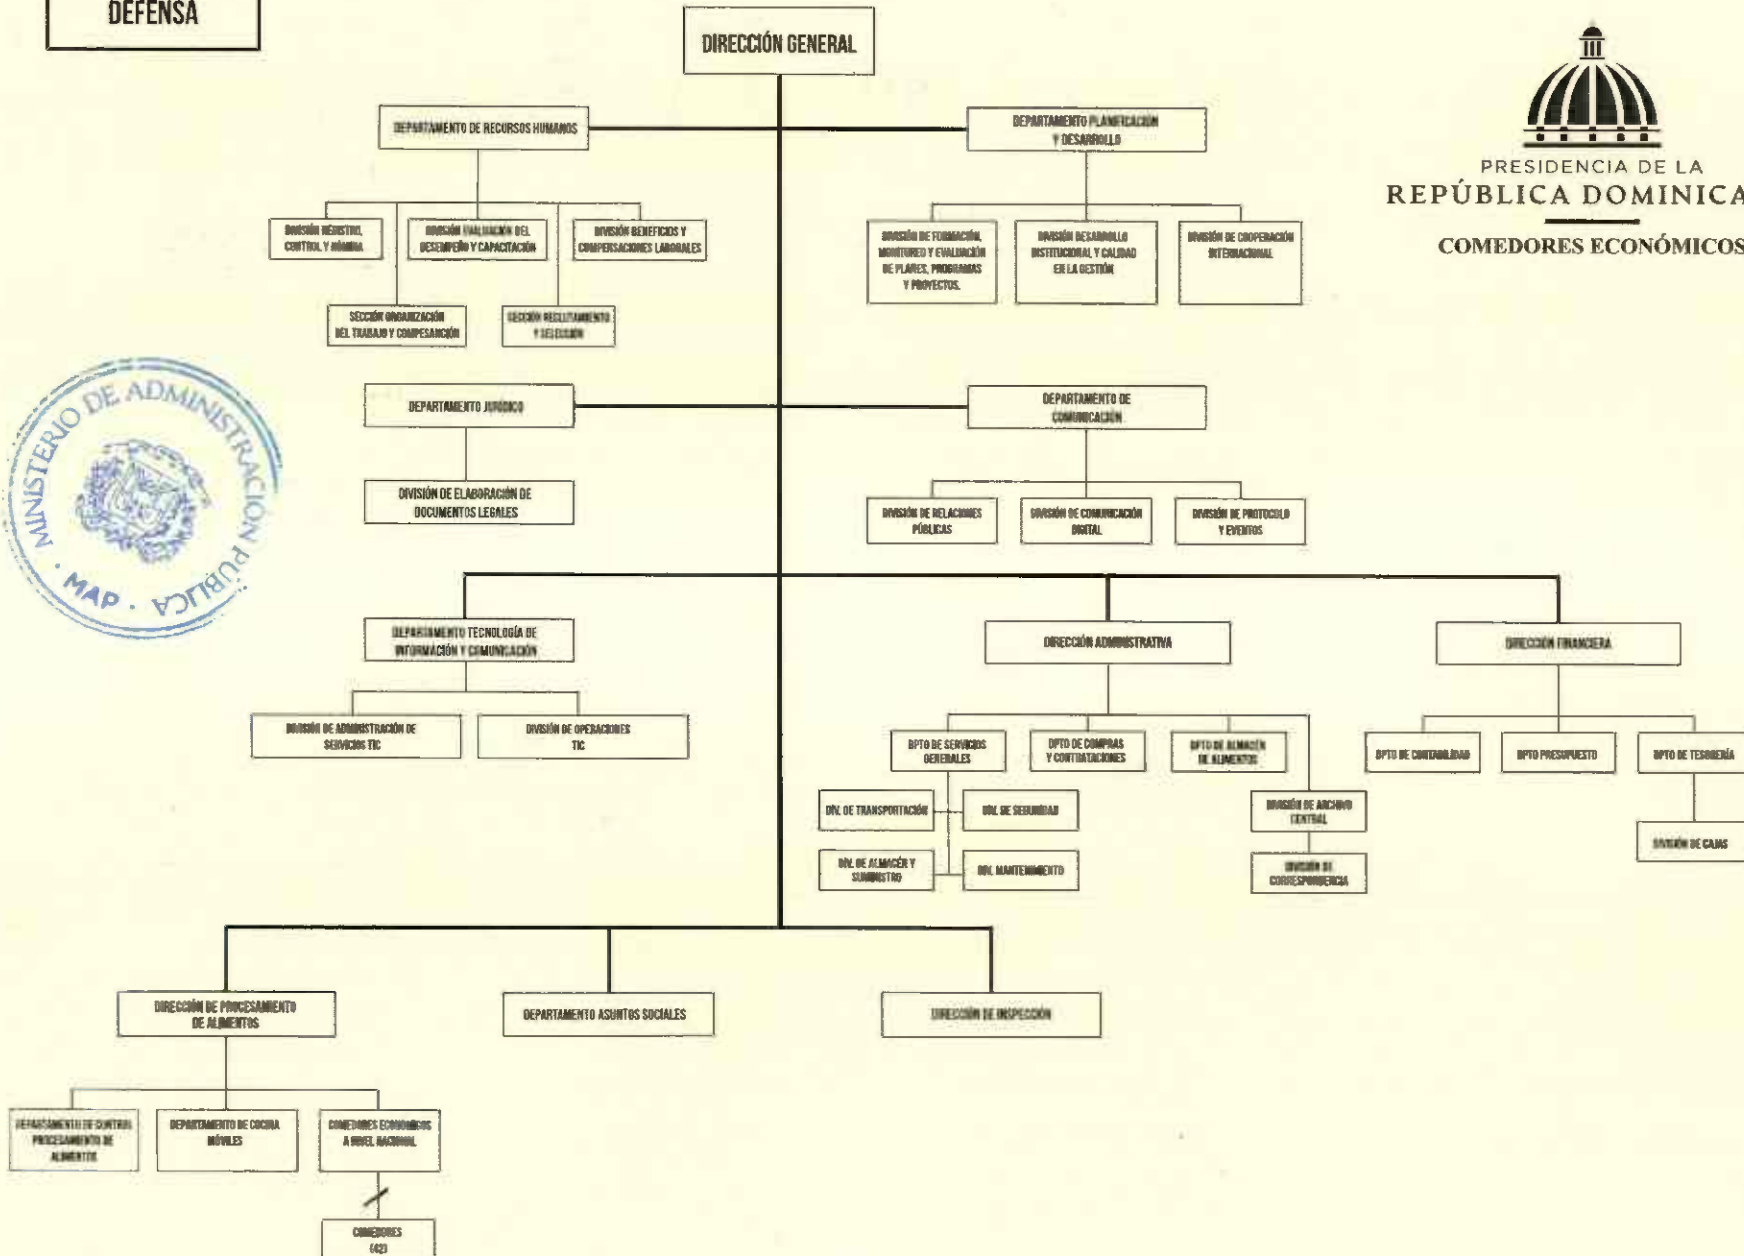 DEFENSA
DIRECCIÓN GENERAL
PRESIDENCIA DE LA
REPÚBLICA DOMINICA
COMEDORES ECONÓMICOS
DEPARTAMENTO DE RECURSOS HUMANOS
DEPARTAMENTO PLANIFICACIÓN
Y DESARROLLO
DIVISIÓN REGISTRO,
CONTROL Y NÓMINA
DIVISIÓN EVALUACIÓN DEL
DESEMPEÑO Y CAPACITACIÓN
DIVISIÓN BENEFICIOS Y
COMPENSACIONES LABORALES
SECCIÓN ORGANIZACIÓN
DEL TRABAJO Y COMPESANCIÓN
SECCIÓN RECLUTAMIENTO
Y SELECCIÓN
DIVISIÓN DE FORMACIÓN,
MONITOREO Y EVALUACIÓN
DE PLANES, PROGRAMAS
Y PROYECTOS.
DIVISIÓN DESARROLLO
INSTITUCIONAL Y CALIDAD
EN LA GESTIÓN
DIVISIÓN DE COOPERACIÓN
INTERNACIONAL
MINISTERIO DE ADMINISTRACIÓN PÚBLICA
· MAP ·
DEPARTAMENTO JURÍDICO
DIVISIÓN DE ELABORACIÓN DE
DOCUMENTOS LEGALES
DEPARTAMENTO DE
COMUNICACIÓN
DIVISIÓN DE RELACIONES
PÚBLICAS
DIVISIÓN DE COMUNICACIÓN
DIGITAL
DIVISIÓN DE PROTOCOLO
Y EVENTOS
DEPARTAMENTO TECNOLOGÍA DE
INFORMACIÓN Y COMUNICACIÓN
DIVISIÓN DE ADMINISTRACIÓN DE
SERVICIOS TIC
DIVISIÓN DE OPERACIONES
TIC
DIRECCIÓN ADMINISTRATIVA
DPTO DE SERVICIOS
GENERALES
DPTO DE COMPRAS
Y CONTRATACIONES
DPTO DE ALMACÉN
DE ALIMENTOS
DIV. DE TRANSPORTACIÓN
DIV. DE SEGURIDAD
DIV. DE ALMACÉN Y
SUMINISTRO
DIV. MANTENIMIENTO
DIVISIÓN DE ARCHIVO
CENTRAL
DIVISIÓN DE
CORRESPONDENCIA
DIRECCIÓN FINANCIERA
DPTO DE CONTABILIDAD
DPTO PRESUPUESTO
DPTO DE TESORERÍA
DIVISIÓN DE CAJAS
DIRECCIÓN DE PROCESAMIENTO
DE ALIMENTOS
DEPARTAMENTO ASUNTOS SOCIALES
DIRECCIÓN DE INSPECCIÓN
DEPARTAMENTO DE CONTROL
PROCESAMIENTO DE
ALIMENTOS
DEPARTAMENTO DE COCINA
MÓVILES
COMEDORES ECONÓMICOS
A NIVEL NACIONAL
COMEDORES
(42)